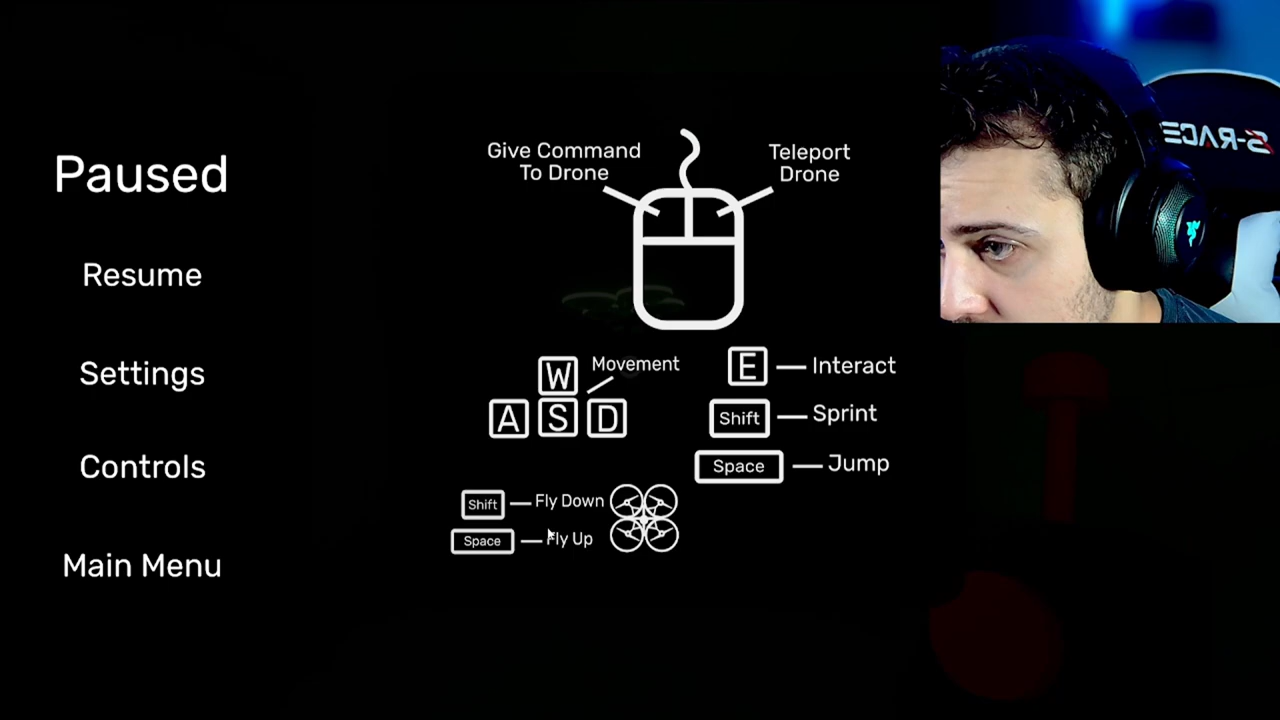 Paused
Resume
Settings
Controls
Main Menu
Give Command
To Drone
Teleport
Drone
Movement
W
A S D
E Interact
Shift Sprint
Space Jump
Shift Fly Down
Space Fly Up
S-RACE